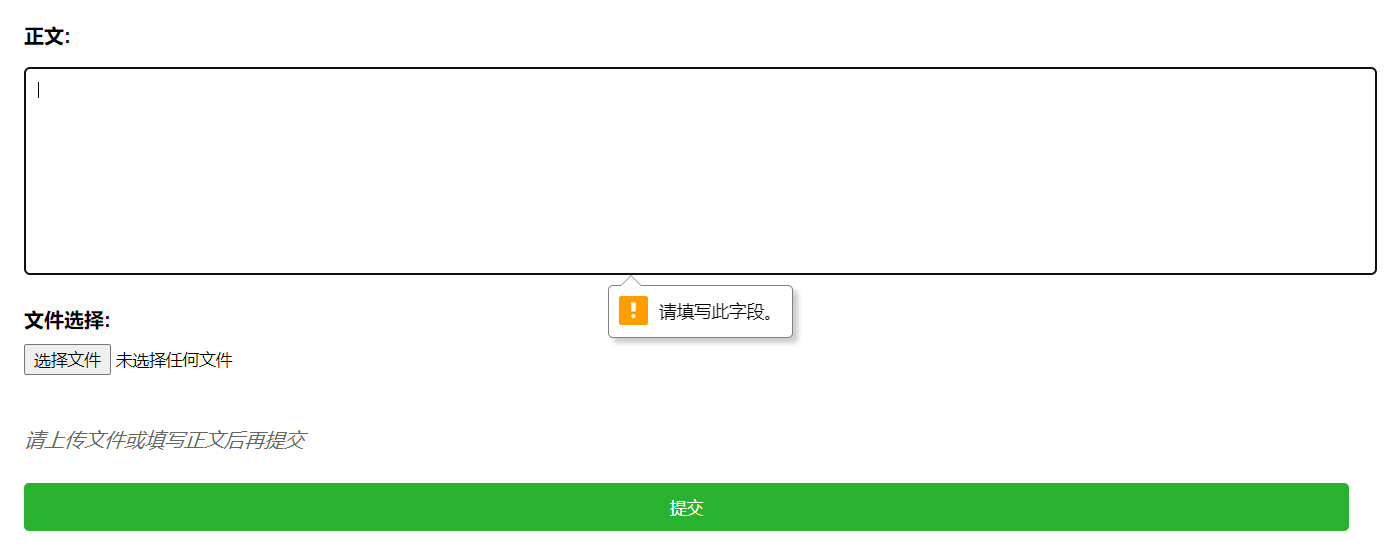 正文:
请填写此字段。
文件选择:
选择文件 未选择任何文件
请上传文件或填写正文后再提交
提交